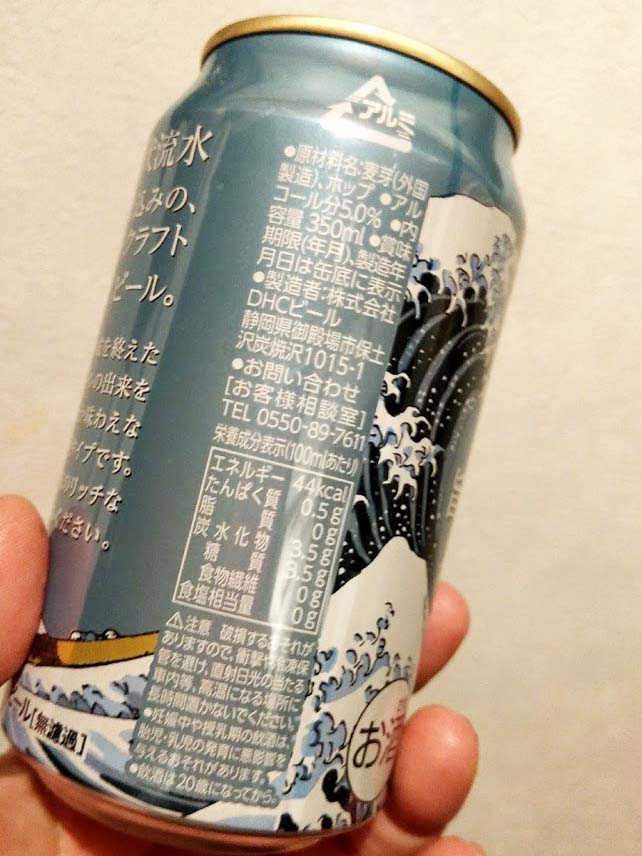 流水
込みの、
クラフト
ビール。
を終えた
の出来を
味わえな
イプです。
のリッチな
ください。
ール[無濾過]
アルミ
●原材料名:麦芽(外国
製造)、ホップ ●アル
コール分5.0% ●内
容量 350ml ●賞味
期限(年月)、製造年
月日は缶底に表示
●製造者:株式会社
DHCビール
静岡県御殿場市保土
沢炭焼沢1015-1
●お問い合わせ
[お客様相談室]
TEL 0550-89-7611
栄養成分表示(100mlあたり)
エネルギー 44kcal
たんぱく質 0.5g
脂質 0g
炭水化物 3.5g
糖質 3.5g
食物繊維 0g
食塩相当量 0g
⚠注意 破損するおそれが
ありますので、衝撃や冷凍保
管を避け、直射日光の当たる
車内等、高温になる場所に
長時間置かないでください。
●妊娠中や授乳期の飲酒は、
胎児・乳児の発育に悪影響を
与えるおそれがあります。
●飲酒は20歳になってから。
お酒